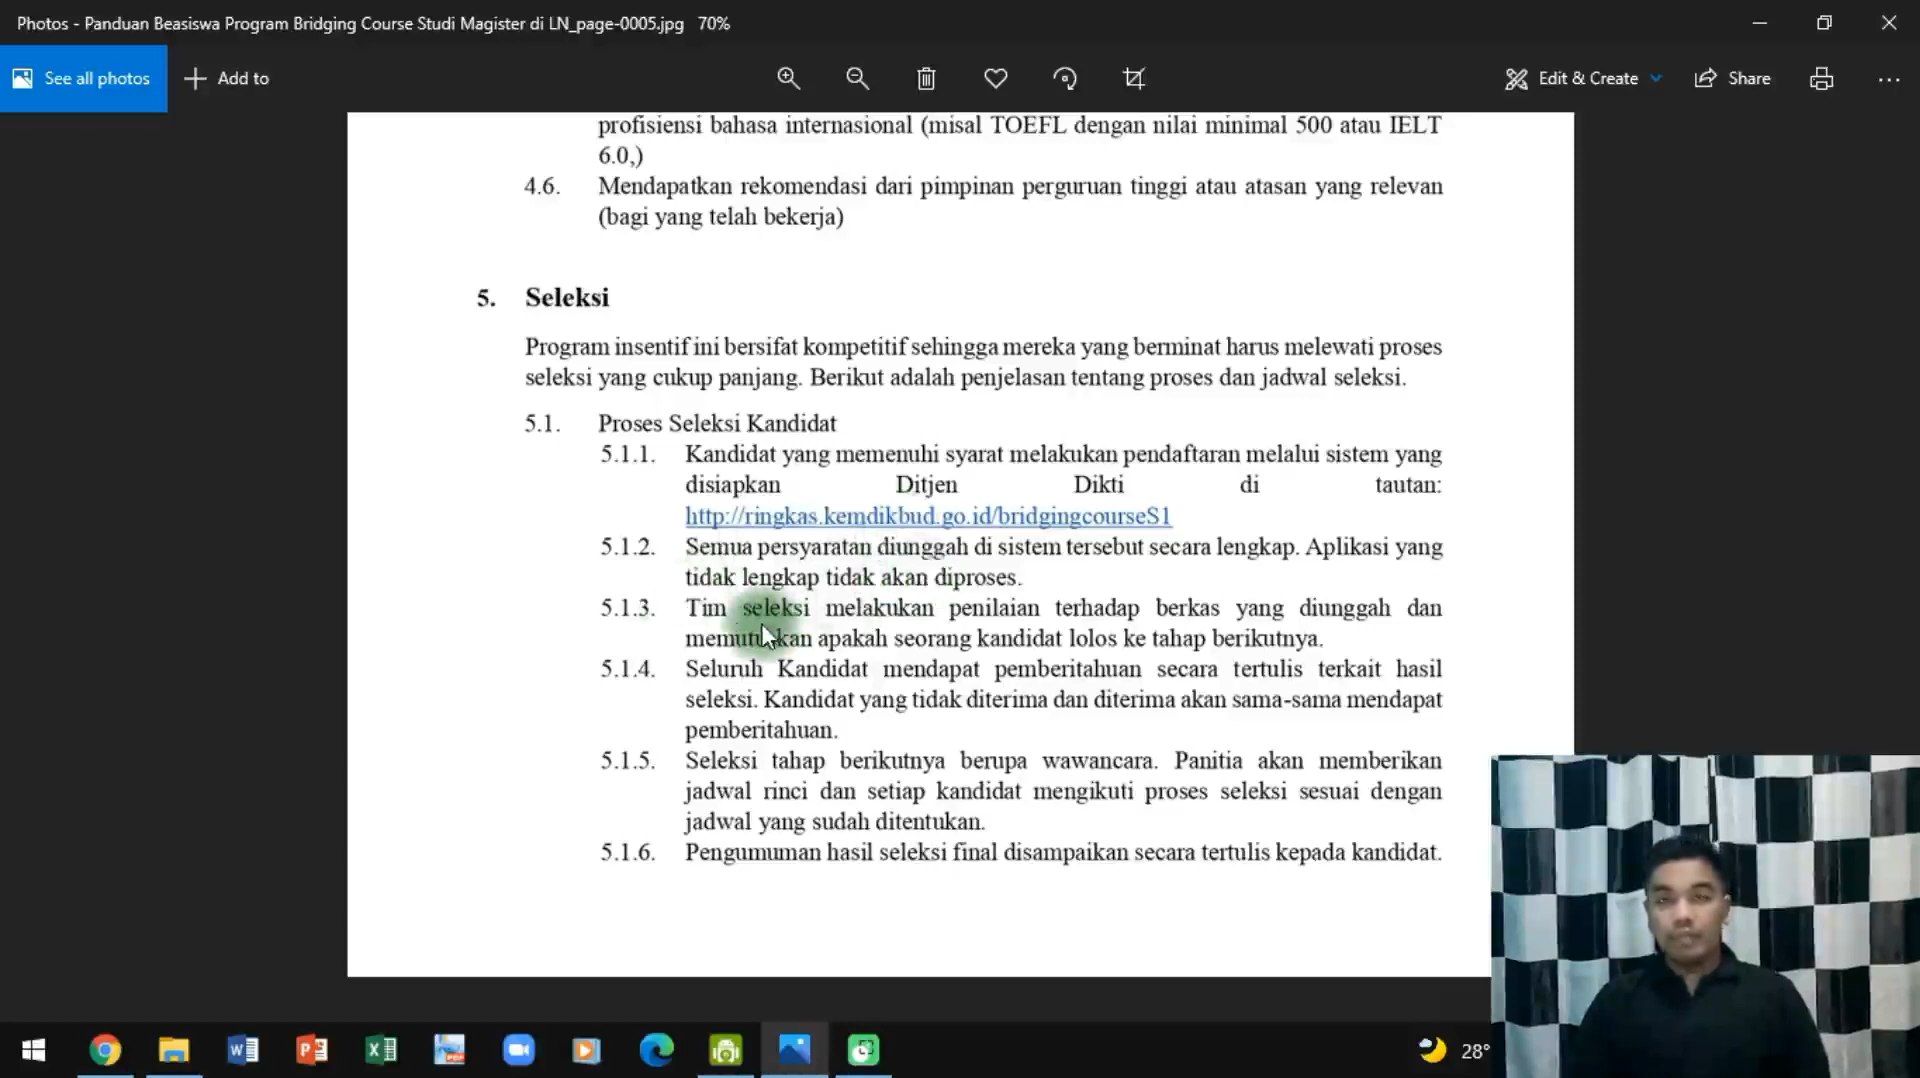 Photos - Panduan Beasiswa Program Bridging Course Studi Magister di LN_page-0005.jpg   70%
See all photos
Add to
Edit & Create
Share
profisiensi bahasa internasional (misal TOEFL dengan nilai minimal 500 atau IELT
6.0,)
4.6. Mendapatkan rekomendasi dari pimpinan perguruan tinggi atau atasan yang relevan
(bagi yang telah bekerja)
5. Seleksi
Program insentif ini bersifat kompetitif sehingga mereka yang berminat harus melewati proses
seleksi yang cukup panjang. Berikut adalah penjelasan tentang proses dan jadwal seleksi.
5.1. Proses Seleksi Kandidat
5.1.1. Kandidat yang memenuhi syarat melakukan pendaftaran melalui sistem yang
disiapkan Ditjen Dikti di tautan:
http://ringkas.kemdikbud.go.id/bridgingcourseS1
5.1.2. Semua persyaratan diunggah di sistem tersebut secara lengkap. Aplikasi yang
tidak lengkap tidak akan diproses.
5.1.3. Tim seleksi melakukan penilaian terhadap berkas yang diunggah dan
memutuskan apakah seorang kandidat lolos ke tahap berikutnya.
5.1.4. Seluruh Kandidat mendapat pemberitahuan secara tertulis terkait hasil
seleksi. Kandidat yang tidak diterima dan diterima akan sama-sama mendapat
pemberitahuan.
5.1.5. Seleksi tahap berikutnya berupa wawancara. Panitia akan memberikan
jadwal rinci dan setiap kandidat mengikuti proses seleksi sesuai dengan
jadwal yang sudah ditentukan.
5.1.6. Pengumuman hasil seleksi final disampaikan secara tertulis kepada kandidat.
28°